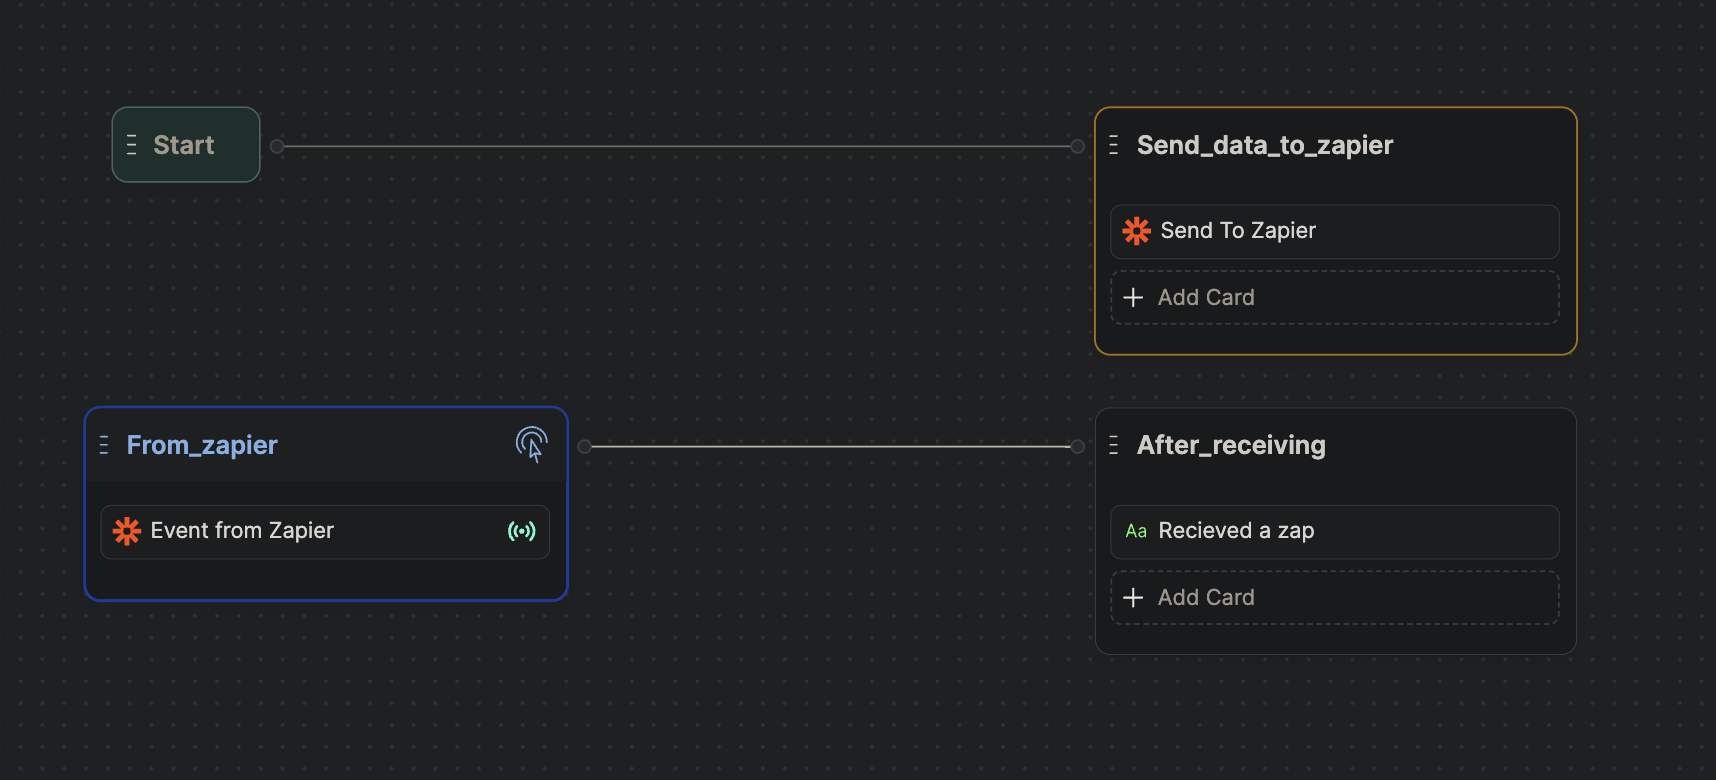 Start
Send_data_to_zapier
Send To Zapier
Add Card
From_zapier
Event from Zapier
After_receiving
Aa Recieved a zap
Add Card